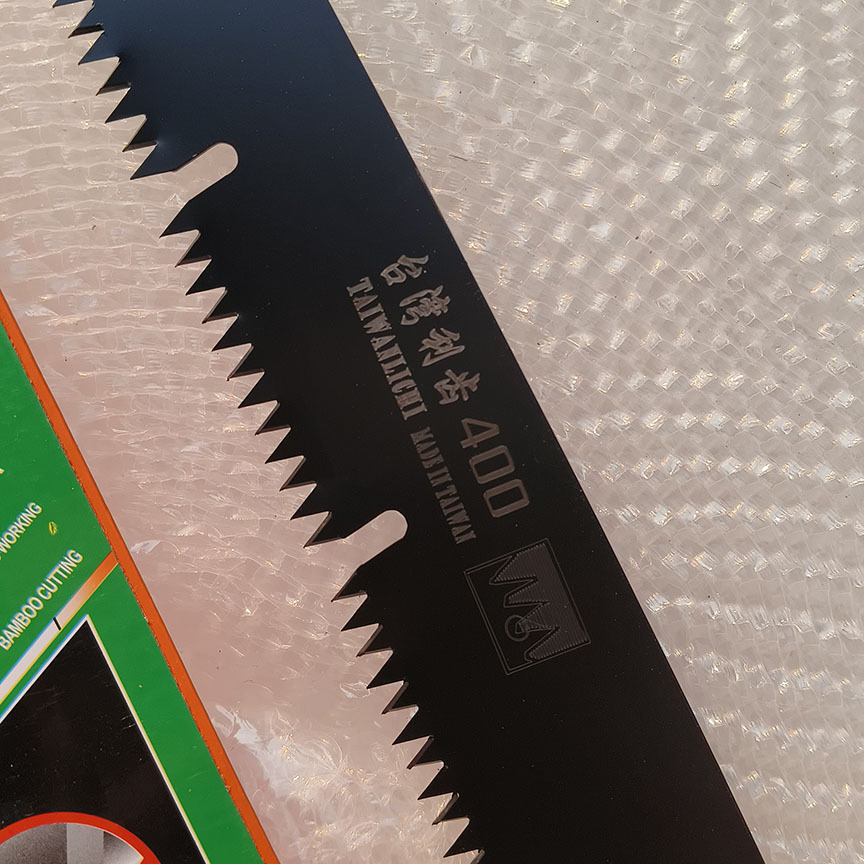 台湾利齿 400
TAIWANLICHI MADE IN TAIWAN
WORKING
BAMBOO CUTTING